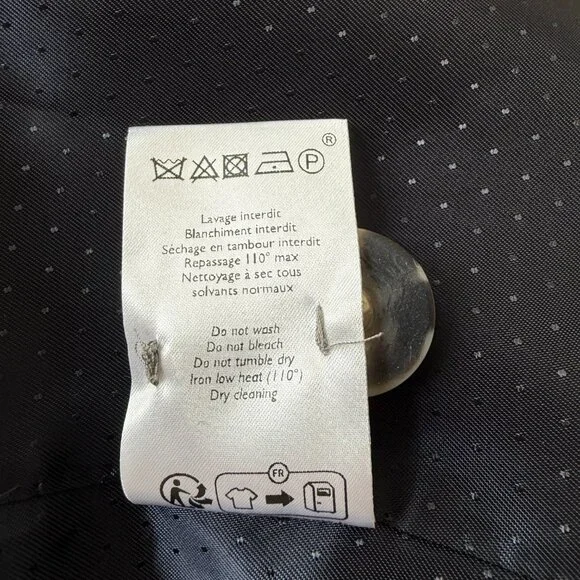 ®
P
Lavage interdit
Blanchiment interdit
Séchage en tambour interdit
Repassage 110° max
Nettoyage à sec tous
solvants normaux
Do not wash
Do not bleach
Do not tumble dry
Iron low heat (110°)
Dry cleaning
FR